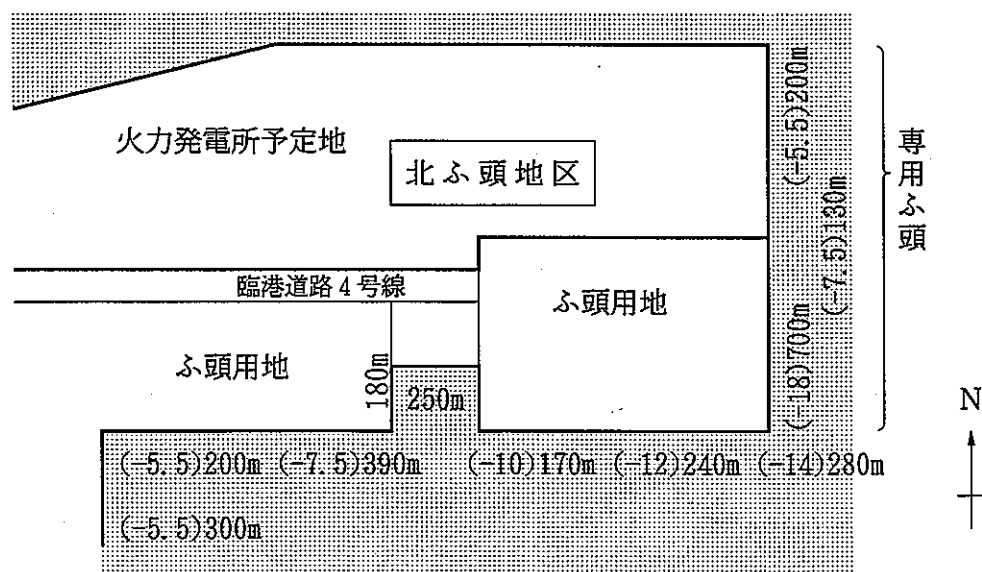 火力発電所予定地
北ふ頭地区
臨港道路4号線
ふ頭用地
ふ頭用地
180m
250m
(-5.5)200m
(-7.5)130m
(-18)700m
専用ふ頭
N
(-5.5)200m (-7.5)390m (-10)170m (-12)240m (-14)280m
(-5.5)300m